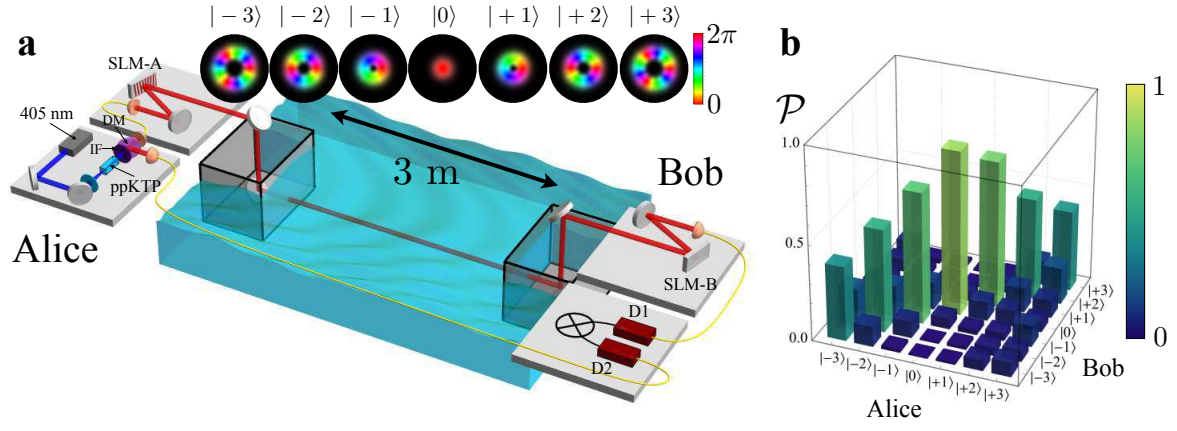 a
|−3⟩ |−2⟩ |−1⟩ |0⟩ |+1⟩ |+2⟩ |+3⟩
2π
0
SLM-A
405 nm
DM
IF
ppKTP
Alice
3 m
Bob
SLM-B
D1
D2
b
𝒫
1.0
0.5
0.0
|−3⟩ |−2⟩ |−1⟩ |0⟩ |+1⟩ |+2⟩ |+3⟩
Alice
|+3⟩
|+2⟩
|+1⟩
|0⟩
|−1⟩
|−2⟩
|−3⟩
Bob
1
0